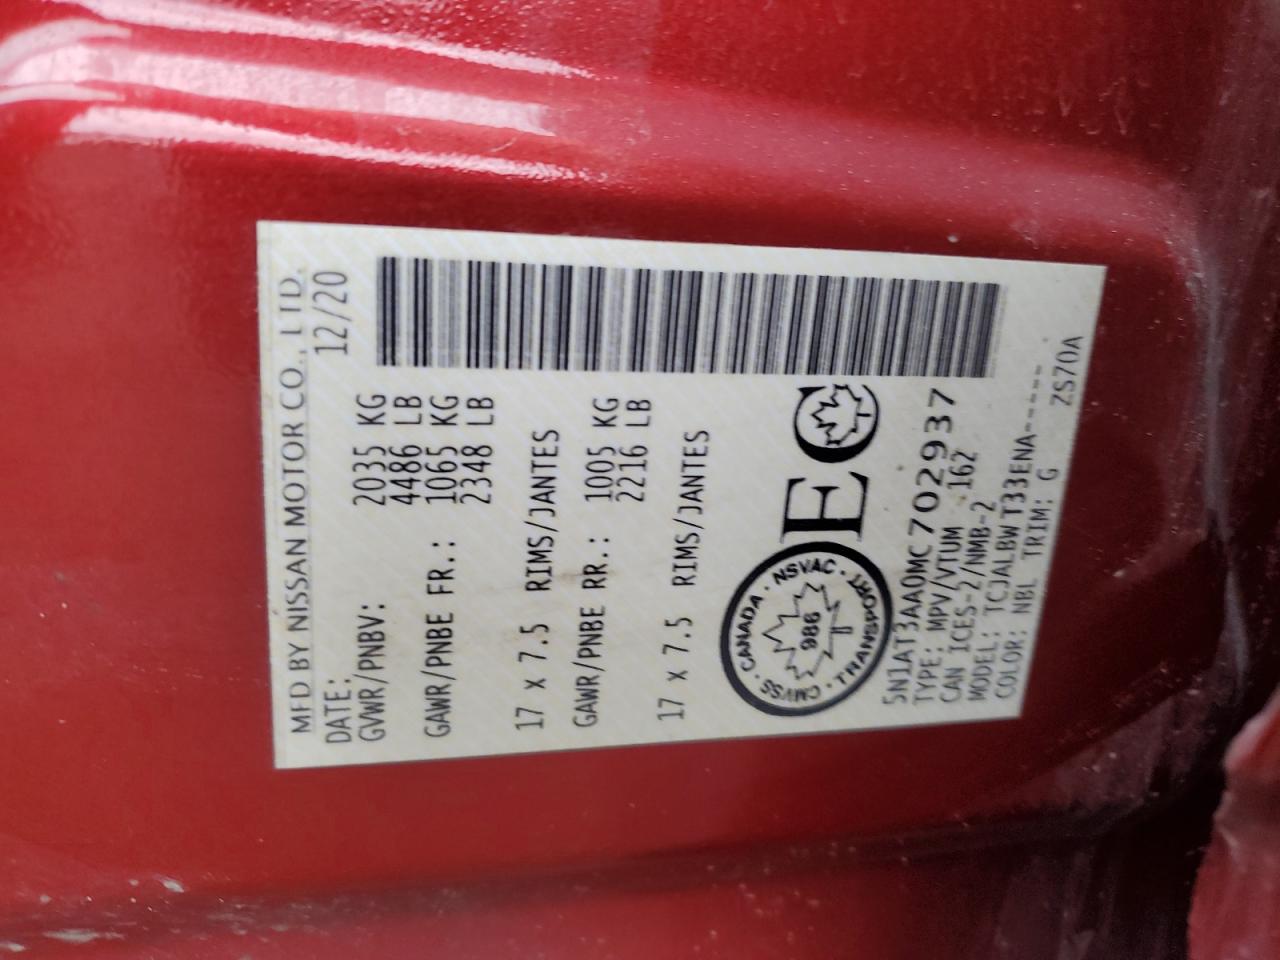 MFD BY NISSAN MOTOR CO., LTD.
DATE: 12/20
GVWR/PNBV: 2035 KG
4486 LB
GAWR/PNBE FR.: 1065 KG
2348 LB
17 x 7.5 RIMS/JANTES
GAWR/PNBE RR.: 1005 KG
2216 LB
17 x 7.5 RIMS/JANTES
CMVSS · CANADA · NSVAC · TRANSPORT ·
986
EC
5N1AT3AA0MC702937
TYPE: MPV/VTUM 162
CAN ICES-2/NMB-2
MODEL: TCJALBWT33ENA-----
COLOR: NBL TRIM: G ZS70A